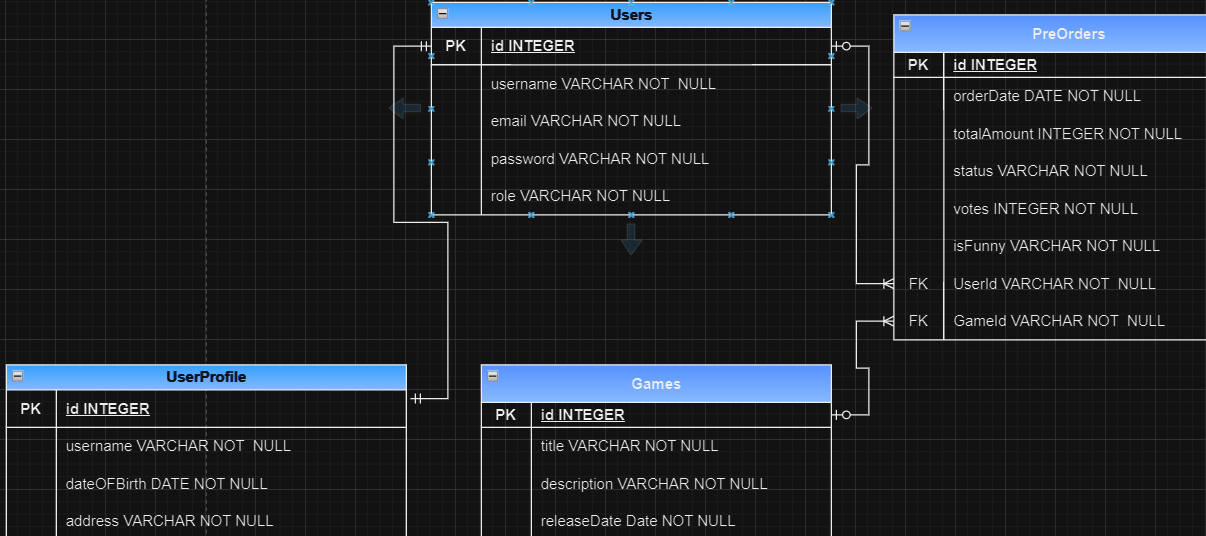 Users
PK id INTEGER
username VARCHAR NOT  NULL
email VARCHAR NOT NULL
password VARCHAR NOT NULL
role VARCHAR NOT NULL
PreOrders
PK id INTEGER
orderDate DATE NOT NULL
totalAmount INTEGER NOT NULL
status VARCHAR NOT NULL
votes INTEGER NOT NULL
isFunny VARCHAR NOT NULL
FK UserId VARCHAR NOT  NULL
FK GameId VARCHAR NOT  NULL
UserProfile
PK id INTEGER
username VARCHAR NOT  NULL
dateOFBirth DATE NOT NULL
address VARCHAR NOT NULL
Games
PK id INTEGER
title VARCHAR NOT NULL
description VARCHAR NOT NULL
releaseDate Date NOT NULL